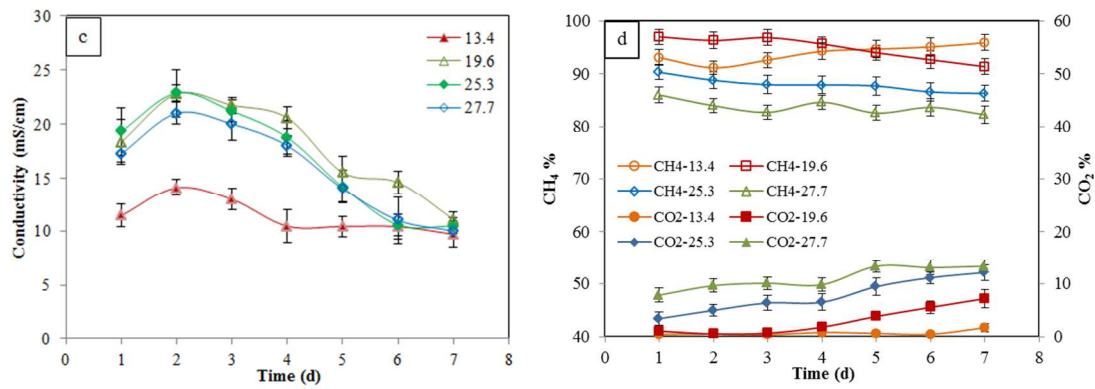 c
30
25
20
15
10
5
0
0 1 2 3 4 5 6 7 8
Conductivity (mS/cm)
Time (d)
13.4
19.6
25.3
27.7
d
100
90
80
70
60
50
40
60
50
40
30
20
10
0
0 1 2 3 4 5 6 7 8
CH₄ %
CO₂ %
Time (d)
CH4-13.4 CH4-19.6
CH4-25.3 CH4-27.7
CO2-13.4 CO2-19.6
CO2-25.3 CO2-27.7